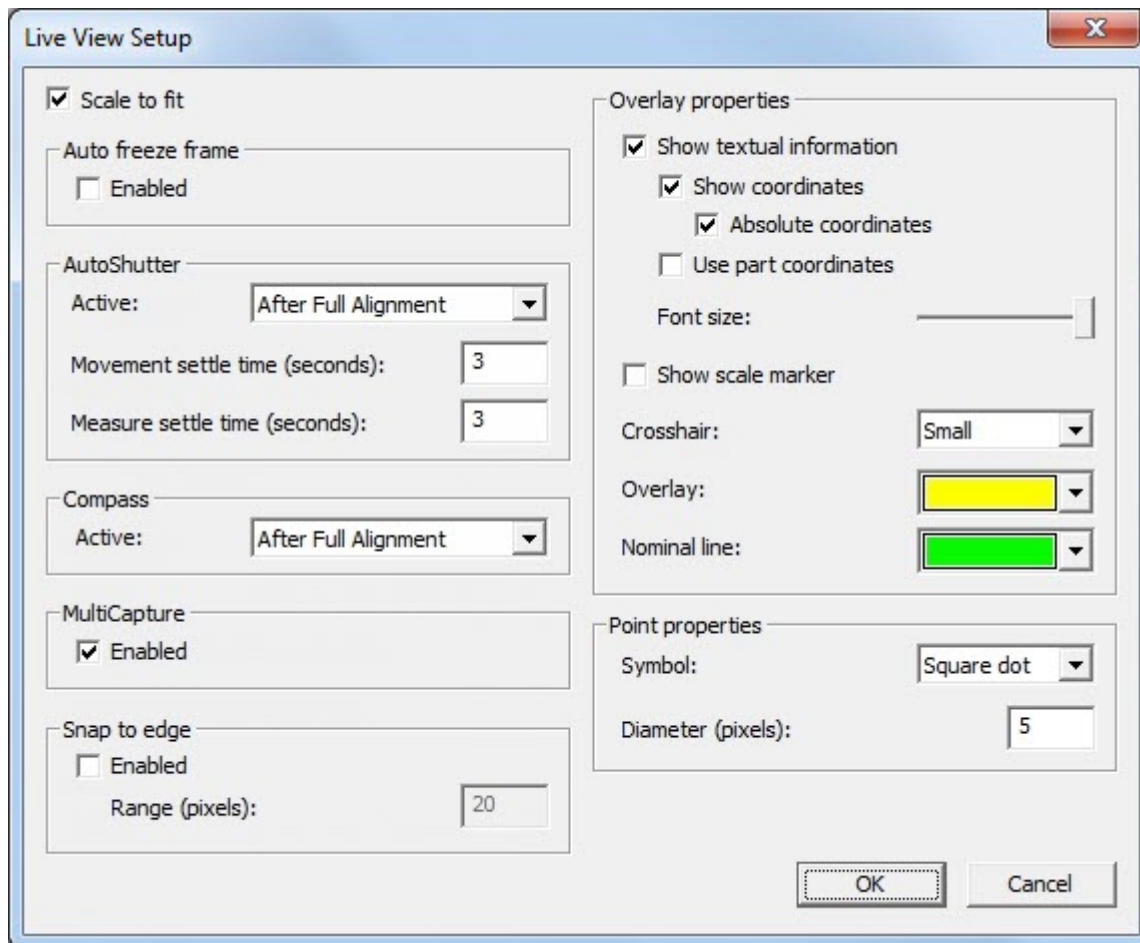 Live View Setup
Scale to fit
Auto freeze frame
Enabled
AutoShutter
Active: After Full Alignment
Movement settle time (seconds): 3
Measure settle time (seconds): 3
Compass
Active: After Full Alignment
MultiCapture
Enabled
Snap to edge
Enabled
Range (pixels): 20
Overlay properties
Show textual information
Show coordinates
Absolute coordinates
Use part coordinates
Font size:
Show scale marker
Crosshair: Small
Overlay:
Nominal line:
Point properties
Symbol: Square dot
Diameter (pixels): 5
OK Cancel